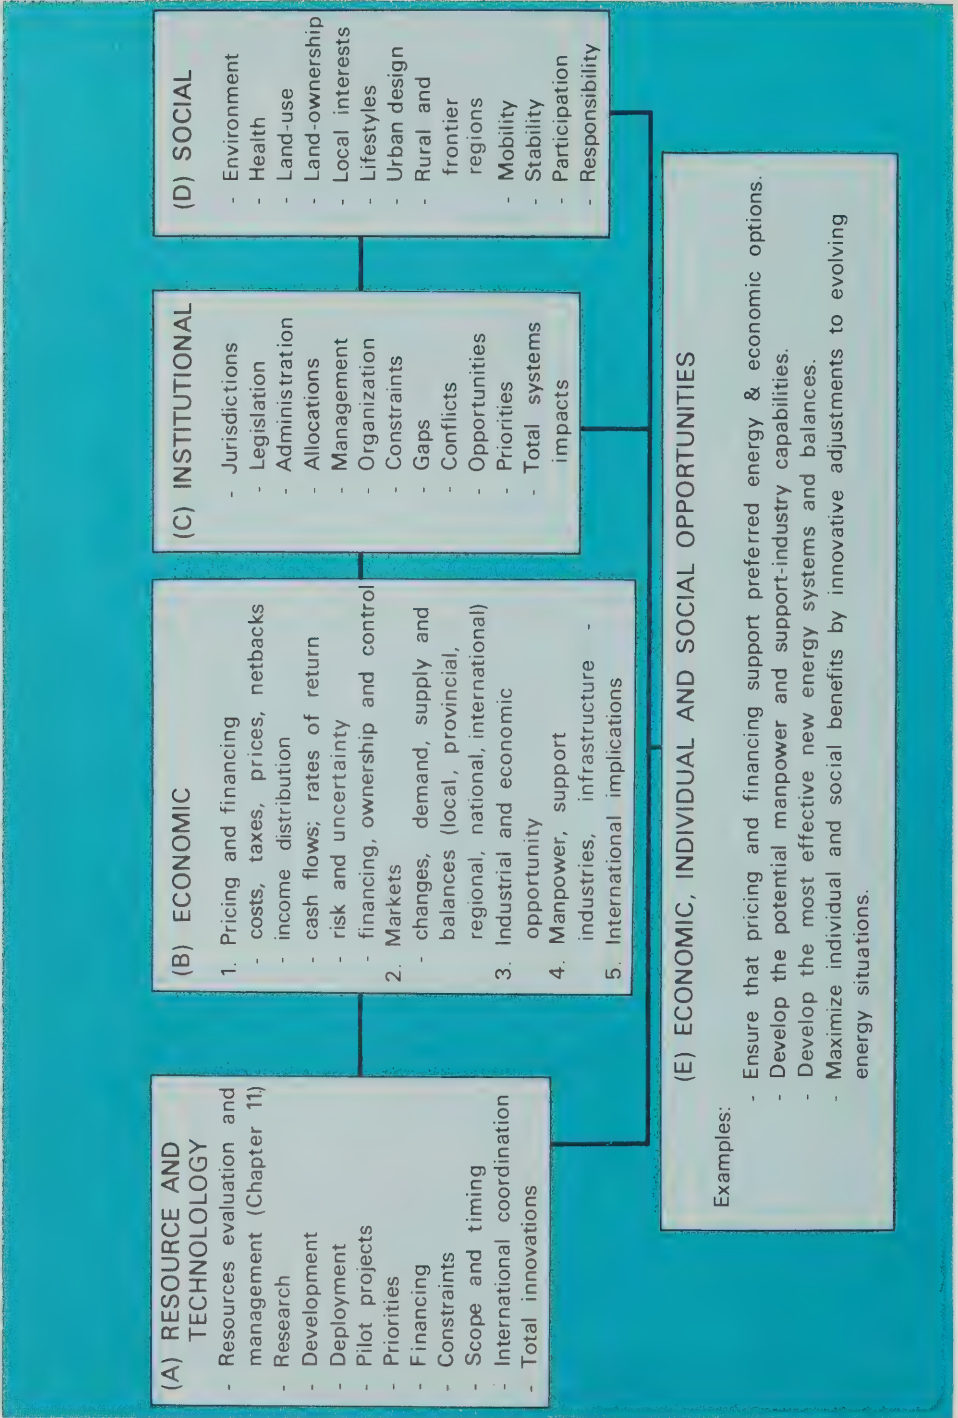 (A) RESOURCE AND
TECHNOLOLOGY
- Resources evaluation and
management (Chapter 11)
- Research
- Development
- Deployment
- Pilot projects
- Priorities
- Financing
- Constraints
- Scope and timing
- International coordination
- Total innovations
(B) ECONOMIC
1. Pricing and financing
- costs, taxes, prices, netbacks
- income distribution
- cash flows; rates of return
- risk and uncertainty
- financing, ownership and control
2. Markets
- changes, demand, supply and
balances (local, provincial,
regional, national, international)
3. Industrial and economic
opportunity
4. Manpower, support
industries, infrastructure -
5. International implications
(C) INSTITUTIONAL
- Jurisdictions
- Legislation
- Administration
- Allocations
- Management
- Organization
- Constraints
- Gaps
- Conflicts
- Opportunities
- Priorities
- Total systems
impacts
(D) SOCIAL
- Environment
- Health
- Land-use
- Land-ownership
- Local interests
- Lifestyles
- Urban design
- Rural and
frontier
regions
- Mobility
- Stability
- Participation
- Responsibility
(E) ECONOMIC, INDIVIDUAL AND SOCIAL OPPORTUNITIES
Examples:
- Ensure that pricing and financing support preferred energy & economic options.
- Develop the potential manpower and support-industry capabilities.
- Develop the most effective new energy systems and balances.
- Maximize individual and social benefits by innovative adjustments to evolving
energy situations.